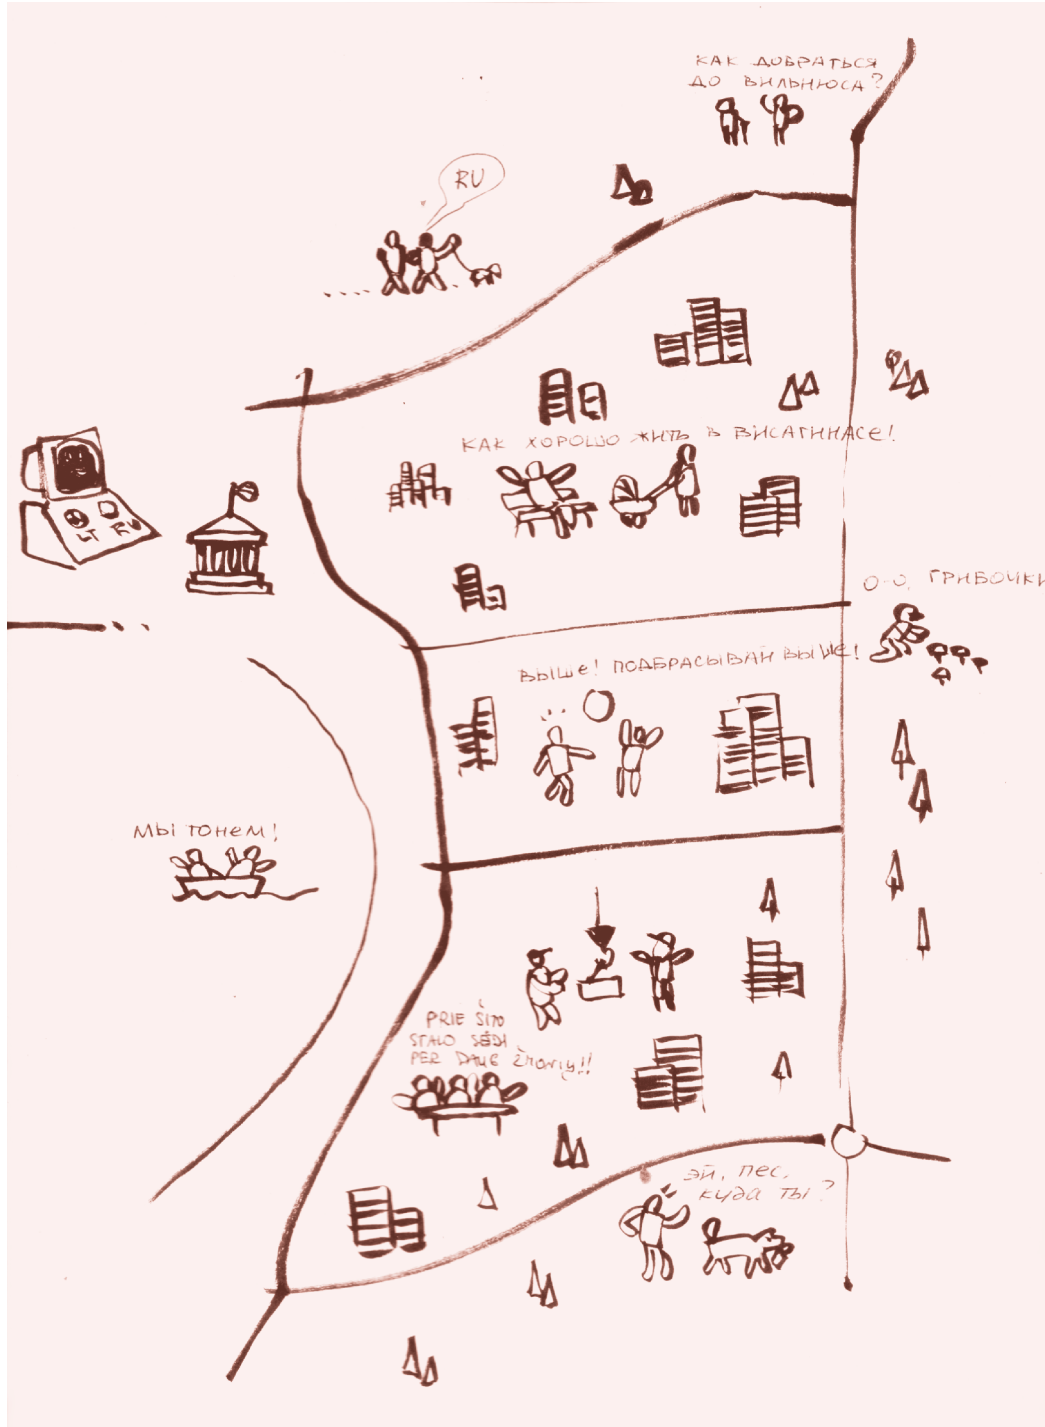 КАК ДОБРАТЬСЯ
ДО ВИЛЬНЮСА?
RU
КАК ХОРОШО ЖИТЬ В ВИСАГИНАСЕ!
LT RU
О-О, ГРИБОЧКИ
ВЫШЕ! ПОДБРАСЫВАЙ ВЫШЕ!
МЫ ТОНЕМ!
PRIE ŠITO
STALO SĖDI
PER DAUG ŽMONIŲ!!
ЭЙ, ПЕС,
КУДА ТЫ?